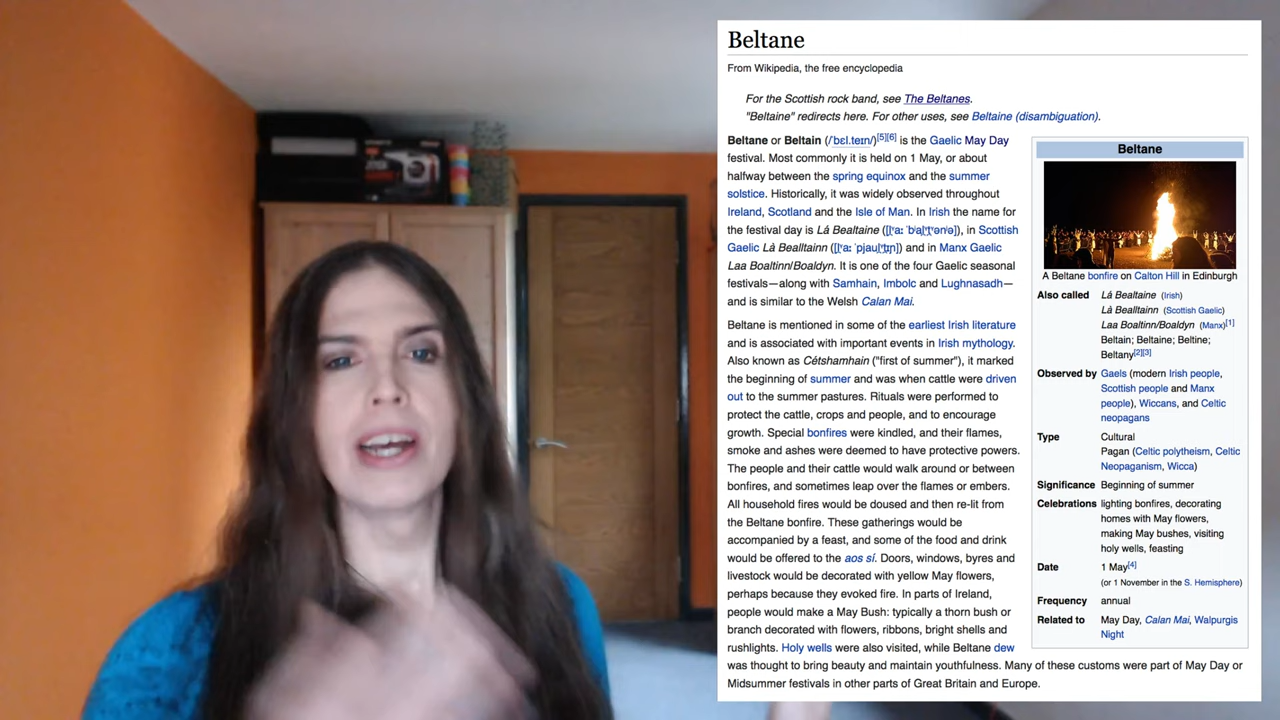 Beltane
From Wikipedia, the free encyclopedia
For the Scottish rock band, see The Beltanes.
"Beltaine" redirects here. For other uses, see Beltaine (disambiguation).
Beltane or Beltain (/ˈbɛl.teɪn/)[5][6] is the Gaelic May Day
festival. Most commonly it is held on 1 May, or about
halfway between the spring equinox and the summer
solstice. Historically, it was widely observed throughout
Ireland, Scotland and the Isle of Man. In Irish the name for
the festival day is Lá Bealtaine ([l̪ˠaː ˈbʲal̪ˠt̪ˠənʲə]), in Scottish
Gaelic Là Bealltainn ([l̪ˠaː ˈpjaul̪ˠt̪ɪɲ]) and in Manx Gaelic
Laa Boaltinn/Boaldyn. It is one of the four Gaelic seasonal
festivals—along with Samhain, Imbolc and Lughnasadh—
and is similar to the Welsh Calan Mai.
Beltane is mentioned in some of the earliest Irish literature
and is associated with important events in Irish mythology.
Also known as Cétshamhain ("first of summer"), it marked
the beginning of summer and was when cattle were driven
out to the summer pastures. Rituals were performed to
protect the cattle, crops and people, and to encourage
growth. Special bonfires were kindled, and their flames,
smoke and ashes were deemed to have protective powers.
The people and their cattle would walk around or between
bonfires, and sometimes leap over the flames or embers.
All household fires would be doused and then re-lit from
the Beltane bonfire. These gatherings would be
accompanied by a feast, and some of the food and drink
would be offered to the aos sí. Doors, windows, byres and
livestock would be decorated with yellow May flowers,
perhaps because they evoked fire. In parts of Ireland,
people would make a May Bush: typically a thorn bush or
branch decorated with flowers, ribbons, bright shells and
rushlights. Holy wells were also visited, while Beltane dew
was thought to bring beauty and maintain youthfulness. Many of these customs were part of May Day or
Midsummer festivals in other parts of Great Britain and Europe.
Beltane
A Beltane bonfire on Calton Hill in Edinburgh
Also called Lá Bealtaine (Irish)
Là Bealltainn (Scottish Gaelic)
Laa Boaltinn/Boaldyn (Manx)[1]
Beltain; Beltaine; Beltine;
Beltany[2][3]
Observed by Gaels (modern Irish people,
Scottish people and Manx
people), Wiccans, and Celtic
neopagans
Type Cultural
Pagan (Celtic polytheism, Celtic
Neopaganism, Wicca)
Significance Beginning of summer
Celebrations lighting bonfires, decorating
homes with May flowers,
making May bushes, visiting
holy wells, feasting
Date 1 May[4]
(or 1 November in the S. Hemisphere)
Frequency annual
Related to May Day, Calan Mai, Walpurgis
Night